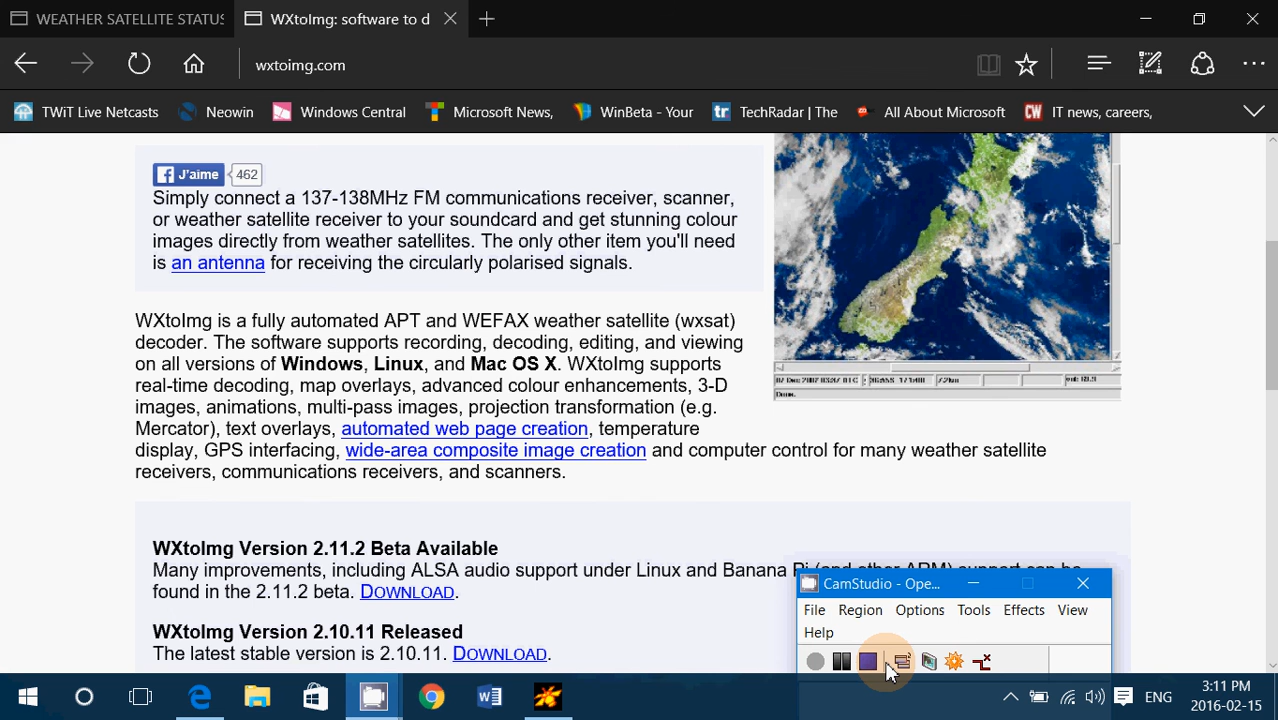 WEATHER SATELLITE STATUS
WXtoImg: software to d
wxtoimg.com
TWiT Live Netcasts
Neowin
Windows Central
Microsoft News,
WinBeta - Your
tr
TechRadar | The
All About Microsoft
CW
IT news, careers,
J'aime
462
Simply connect a 137-138MHz FM communications receiver, scanner,
or weather satellite receiver to your soundcard and get stunning colour
images directly from weather satellites. The only other item you'll need
is an antenna for receiving the circularly polarised signals.
WXtoImg is a fully automated APT and WEFAX weather satellite (wxsat)
decoder. The software supports recording, decoding, editing, and viewing
on all versions of Windows, Linux, and Mac OS X. WXtoImg supports
real-time decoding, map overlays, advanced colour enhancements, 3-D
images, animations, multi-pass images, projection transformation (e.g.
Mercator), text overlays, automated web page creation, temperature
display, GPS interfacing, wide-area composite image creation and computer control for many weather satellite
receivers, communications receivers, and scanners.
Done.
WXtoImg Version 2.11.2 Beta Available
Many improvements, including ALSA audio support under Linux and Banana Pi (and other ARM) support can be
found in the 2.11.2 beta. DOWNLOAD.
WXtoImg Version 2.10.11 Released
The latest stable version is 2.10.11. DOWNLOAD.
CamStudio - Ope...
File Region Options Tools Effects View
Help
ENG
3:11 PM
2016-02-15